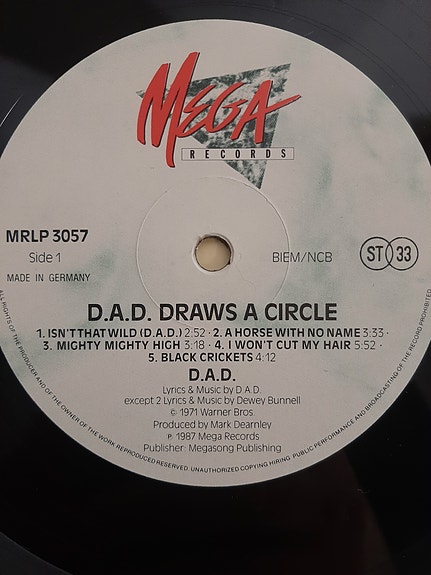 MEGA
RECORDS
MRLP 3057
Side 1
MADE IN GERMANY
BIEM/NCB
ST 33
D.A.D. DRAWS A CIRCLE
1. ISN'T THAT WILD (D.A.D.) 2:52 · 2. A HORSE WITH NO NAME 3:33 ·
3. MIGHTY MIGHTY HIGH 3:18 · 4. I WON'T CUT MY HAIR 5:52 ·
5. BLACK CRICKETS 4:12
D.A.D.
Lyrics & Music by D.A.D.
except 2 Lyrics & Music by Dewey Bunnell
© 1971 Warner Bros.
Produced by Mark Dearnley
℗ 1987 Mega Records
Publisher: Megasong Publishing
ALL RIGHTS OF THE PRODUCER AND OF THE OWNER OF THE WORK REPRODUCED RESERVED. UNAUTHORIZED COPYING HIRING. PUBLIC PERFORMANCE AND BROADCASTING OF THE RECORD PROHIBITED